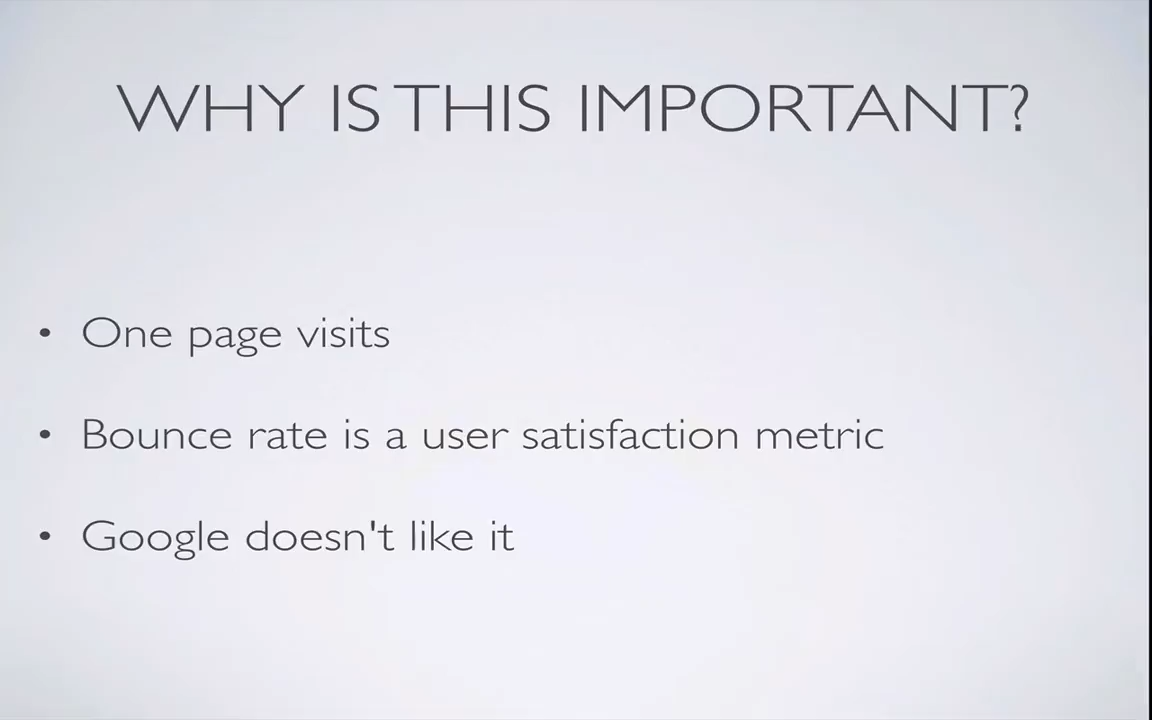 WHY IS THIS IMPORTANT?
• One page visits
• Bounce rate is a user satisfaction metric
• Google doesn't like it